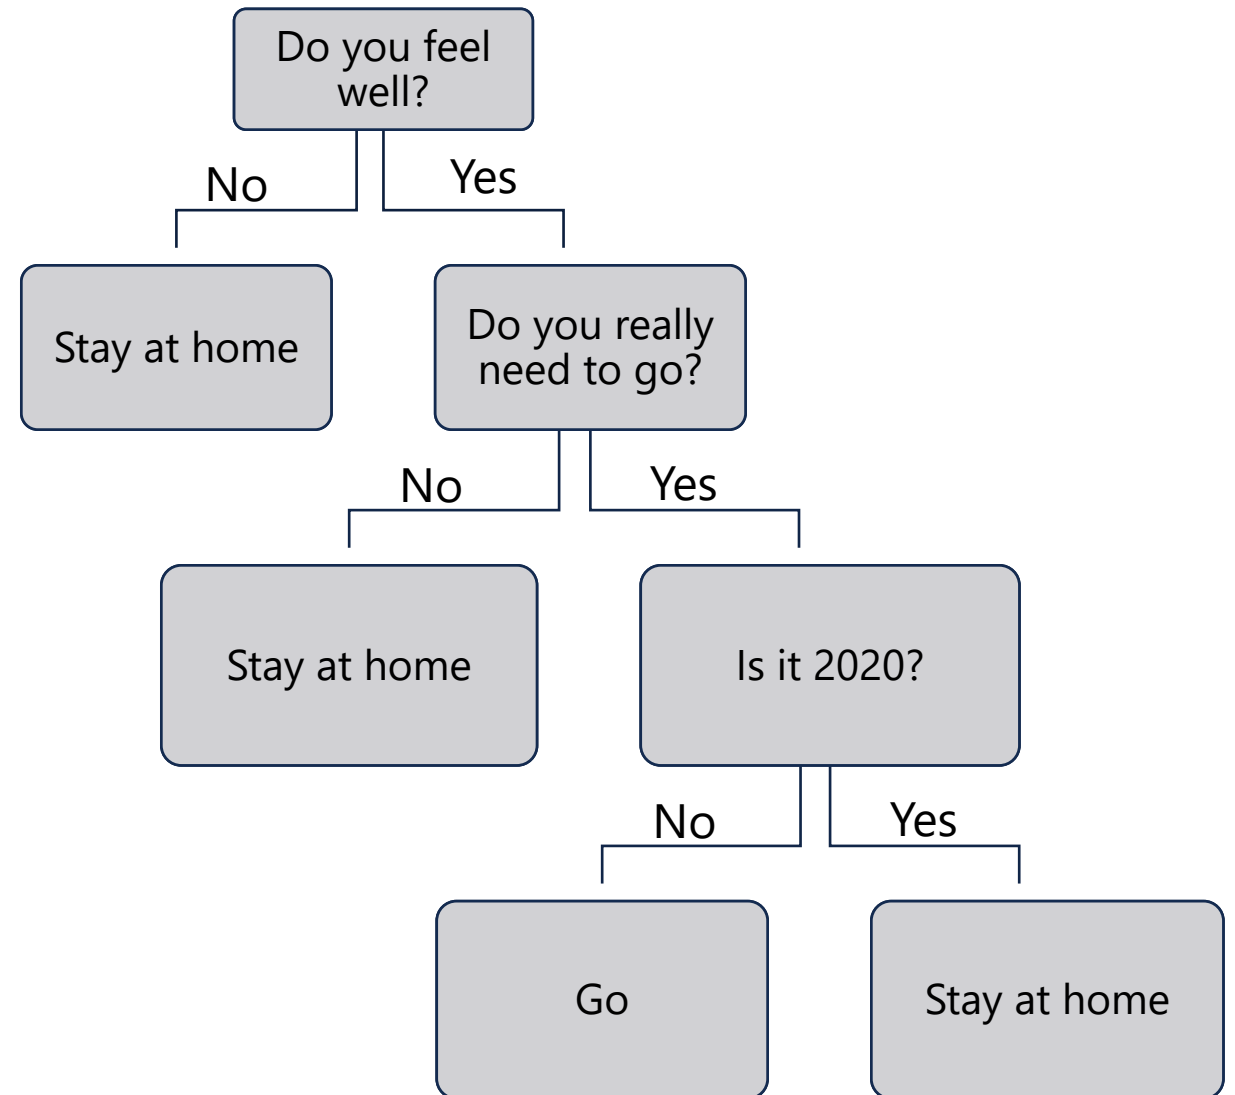 Do you feel
well?
No
Yes
Stay at home
Do you really
need to go?
No
Yes
Stay at home
Is it 2020?
No
Yes
Go
Stay at home